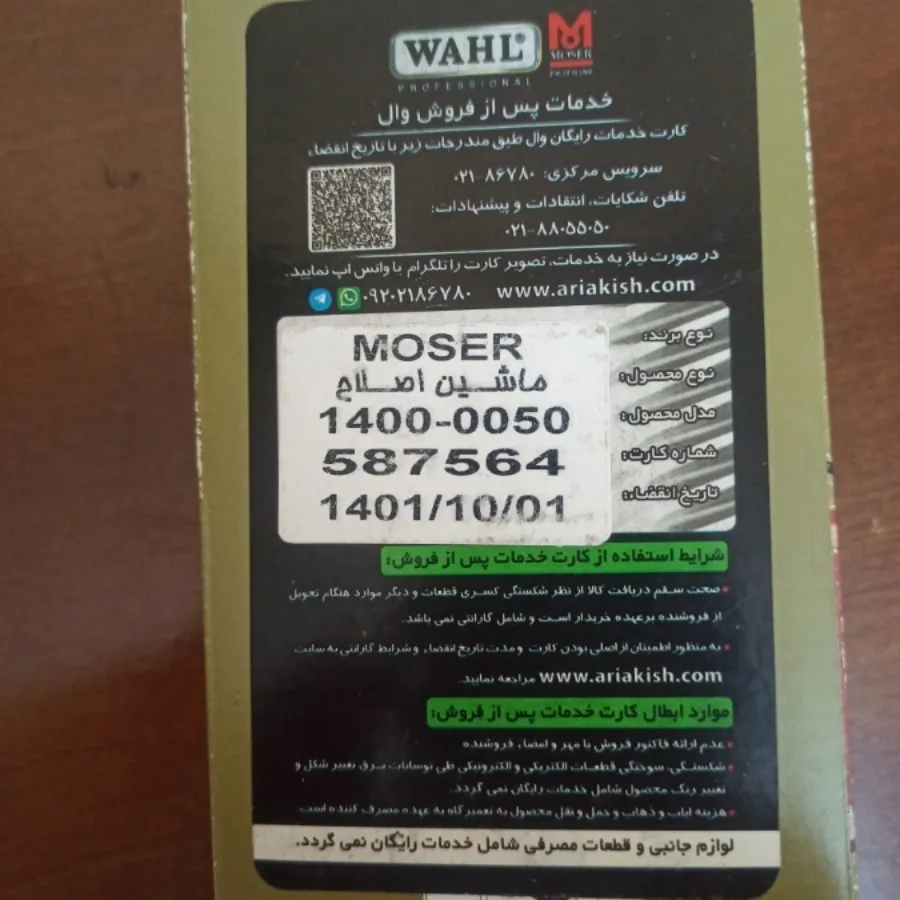 WAHL®
PROFESSIONAL
MOSER
PROFILINE
خدمات پس از فروش وال
کارت خدمات رایگان وال طبق مندرجات زیر با تاریخ انقضاء
سرویس مرکزی: ۸۶۷۸۰-۰۲۱
تلفن شکایات، انتقادات و پیشنهادات:
۰۲۱-۸۸۰۵۵۰۵۰
در صورت نیاز به خدمات، تصویر کارت را تلگرام یا واتس اپ نمایید.
۰۹۲۰۲۱۸۶۷۸۰ www.ariakish.com
نوع برند: MOSER
نوع محصول: ماشین اصلاح
مدل محصول: 1400-0050
شماره کارت: 587564
تاریخ انقضاء: 1401/10/01
شرایط استفاده از کارت خدمات پس از فروش:
• صحت سقم دریافت کالا از نظر شکستگی کسری قطعات و دیگر موارد هنگام تحویل
از فروشنده برعهده خریدار است و شامل گارانتی نمی باشد.
• به منظور اطمینان از اصلی بودن کارت و مدت تاریخ انقضاء و شرایط گارانتی به سایت
www.ariakish.com مراجعه نمایید.
موارد ابطال کارت خدمات پس از فروش:
• عدم ارائه فاکتور فروش با مهر و امضاء فروشنده
• شکستگی، سوختگی قطعات الکتریکی و الکترونیکی طی نوسانات برق تغییر شکل و
تغییر رنگ محصول شامل خدمات رایگان نمی گردد.
• هزینه ایاب و ذهاب و حمل و نقل محصول به تعمیرگاه به عهده مصرف کننده است.
لوازم جانبی و قطعات مصرفی شامل خدمات رایگان نمی گردد.